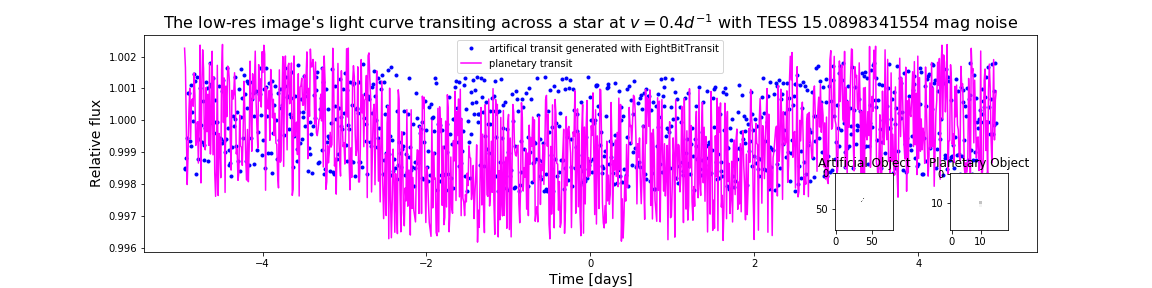 The low-res image's light curve transiting across a star at v = 0.4d⁻¹ with TESS 15.0898341554 mag noise
artifical transit generated with EightBitTransit
planetary transit
Relative flux
1.002
1.001
1.000
0.999
0.998
0.997
0.996
Artificial Object
Planetary Object
0
50
0
50
0
10
0
10
−4
−2
0
2
4
Time [days]